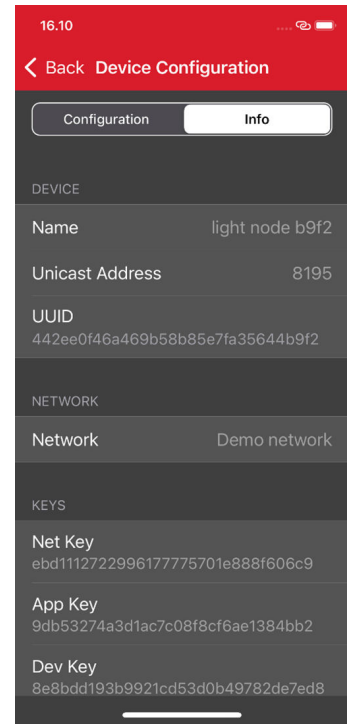 16.10
Back Device Configuration
Configuration Info
DEVICE
Name light node b9f2
Unicast Address 8195
UUID
442ee0f46a469b58b85e7fa35644b9f2
NETWORK
Network Demo network
KEYS
Net Key
ebd1112722996177775701e888f606c9
App Key
9db53274a3d1ac7c08f8cf6ae1384bb2
Dev Key
8e8bdd193b9921cd53d0b49782de7ed8